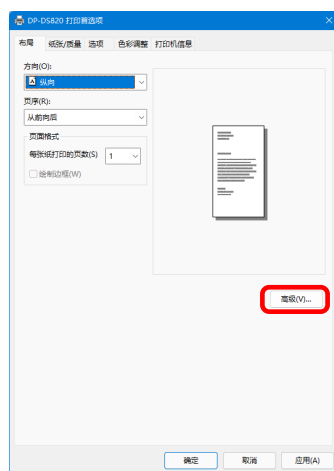 DP-DS820 打印首选项
布局 纸张/质量 选项 色彩调整 打印机信息
方向(O):
A 纵向
页序(R):
从前向后
页面格式
每张纸打印的页数(S) 1
绘制边框(W)
高级(V)...
确定 取消 应用(A)